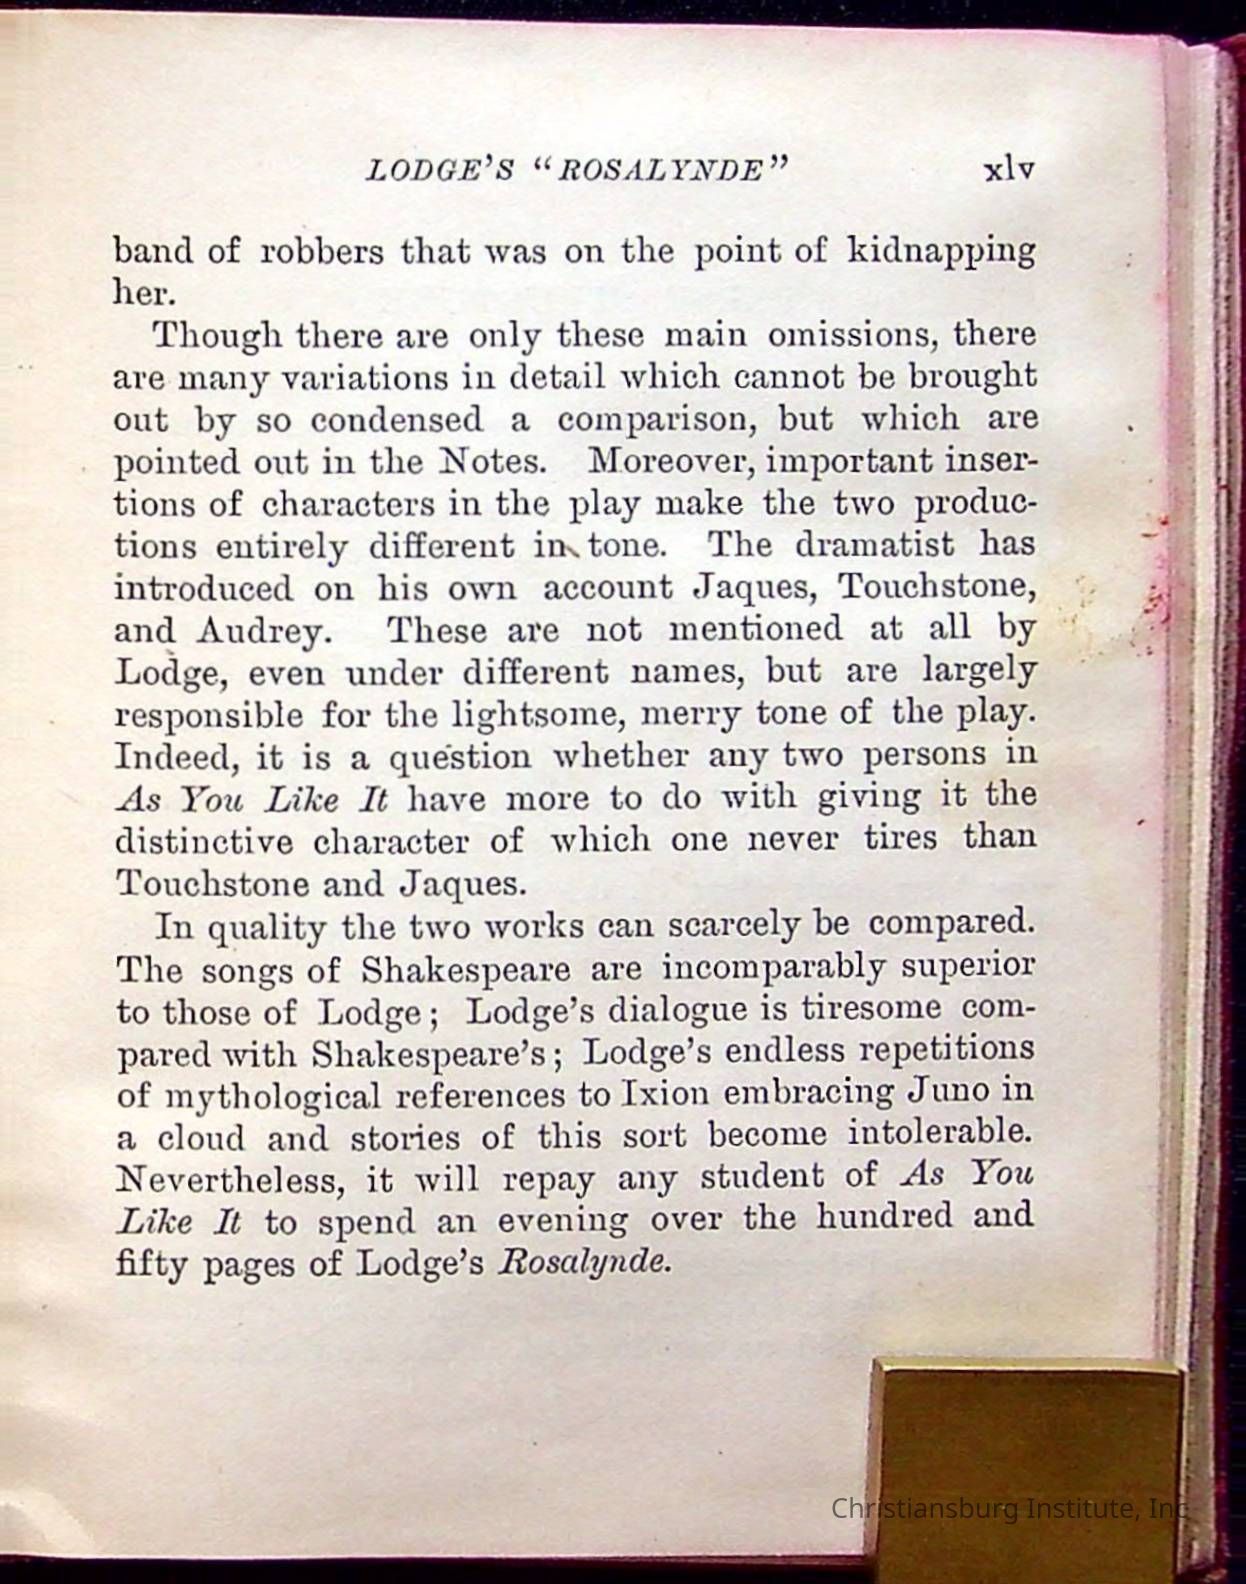 LODGE'S "ROSALYNDE" xlv
band of robbers that was on the point of kidnapping
her.
Though there are only these main omissions, there
are many variations in detail which cannot be brought
out by so condensed a comparison, but which are
pointed out in the Notes. Moreover, important inser-
tions of characters in the play make the two produc-
tions entirely different in tone. The dramatist has
introduced on his own account Jaques, Touchstone,
and Audrey. These are not mentioned at all by
Lodge, even under different names, but are largely
responsible for the lightsome, merry tone of the play.
Indeed, it is a question whether any two persons in
As You Like It have more to do with giving it the
distinctive character of which one never tires than
Touchstone and Jaques.
In quality the two works can scarcely be compared.
The songs of Shakespeare are incomparably superior
to those of Lodge; Lodge's dialogue is tiresome com-
pared with Shakespeare's; Lodge's endless repetitions
of mythological references to Ixion embracing Juno in
a cloud and stories of this sort become intolerable.
Nevertheless, it will repay any student of As You
Like It to spend an evening over the hundred and
fifty pages of Lodge's Rosalynde.
Christiansburg Institute, Inc